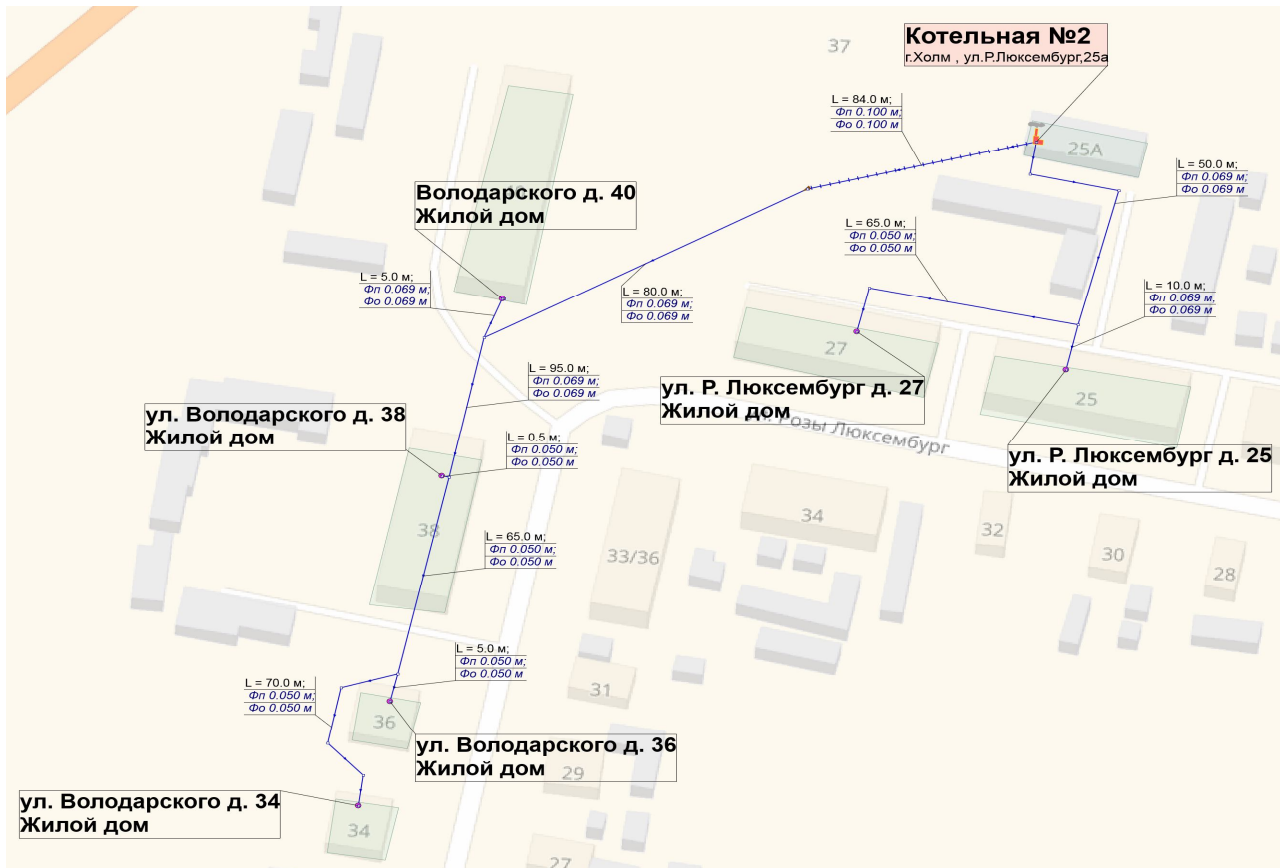 37
Котельная №2
г.Холм , ул.Р.Люксембург,25а
L = 84.0 м;
Фп 0.100 м;
Фо 0.100 м
25А
L = 50.0 м;
Фп 0.069 м;
Фо 0.069 м
Володарского д. 40
Жилой дом
L = 65.0 м;
Фп 0.050 м;
Фо 0.050 м
L = 5.0 м;
Фп 0.069 м;
Фо 0.069 м
L = 80.0 м;
Фп 0.069 м;
Фо 0.069 м
L = 10.0 м;
Фп 0.069 м,
Фо 0.069 м
27
L = 95.0 м;
Фп 0.069 м;
Фо 0.069 м
ул. Р. Люксембург д. 27
Жилой дом
25
ул. Володарского д. 38
Жилой дом
Розы Люксембург
L = 0.5 м;
Фп 0.050 м;
Фо 0.050 м
ул. Р. Люксембург д. 25
Жилой дом
38
L = 65.0 м;
Фп 0.050 м;
Фо 0.050 м
33/36
34
32
30
28
L = 5.0 м;
Фп 0.050 м;
Фо 0.050 м
L = 70.0 м;
Фп 0.050 м;
Фо 0.050 м
31
36
ул. Володарского д. 36
Жилой дом
29
ул. Володарского д. 34
Жилой дом
34
27